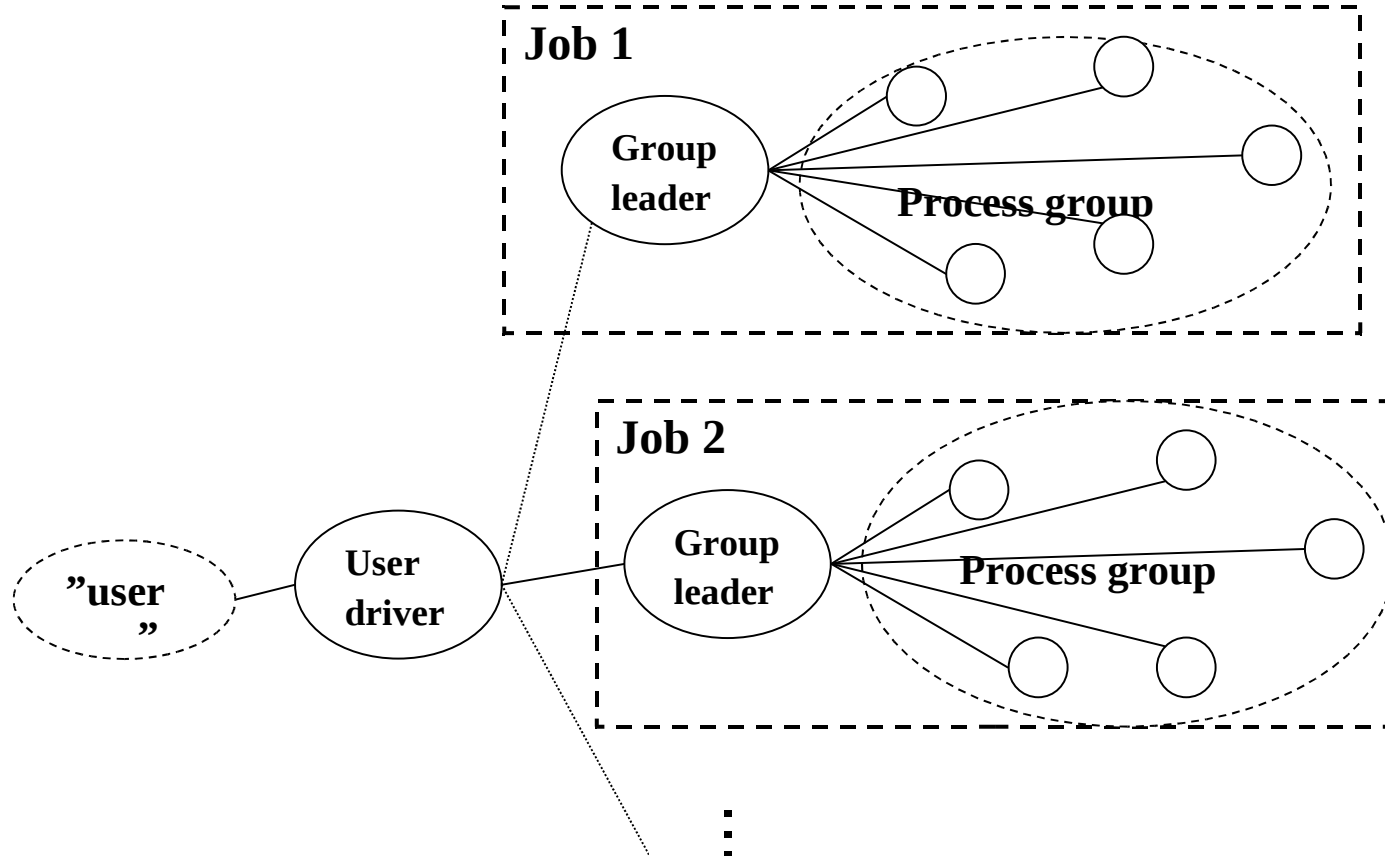 Job 1
Group
leader
Process group
Job 2
Group
leader
Process group
User
driver
”user
”